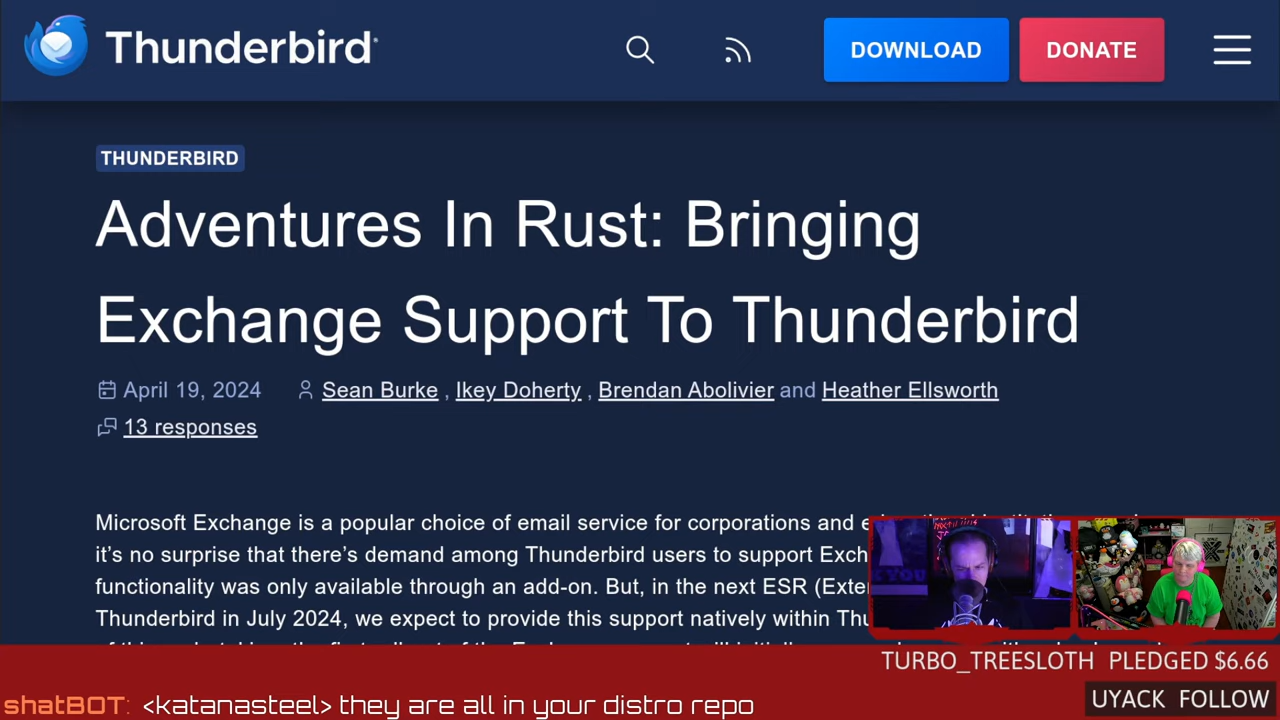 Thunderbird
DOWNLOAD
DONATE
THUNDERBIRD
Adventures In Rust: Bringing
Exchange Support To Thunderbird
April 19, 2024 Sean Burke , Ikey Doherty , Brendan Abolivier and Heather Ellsworth
13 responses
Microsoft Exchange is a popular choice of email service for corporations and
it's no surprise that there's demand among Thunderbird users to support
functionality was only available through an add-on. But, in the next ESR
Thunderbird in July 2024, we expect to provide this support natively within
TURBO_TREESLOTH PLEDGED $6.66
shatBOT: <katanasteel> they are all in your distro repo
UYACK FOLLOW